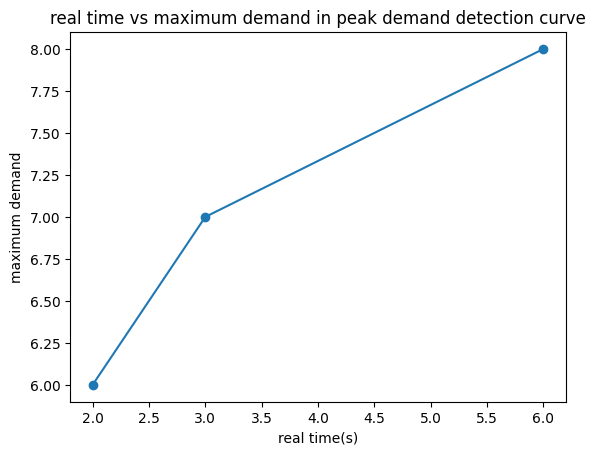 real time vs maximum demand in peak demand detection curve
8.00
7.75
7.50
7.25
7.00
6.75
6.50
6.25
6.00
maximum demand
2.0 2.5 3.0 3.5 4.0 4.5 5.0 5.5 6.0
real time(s)